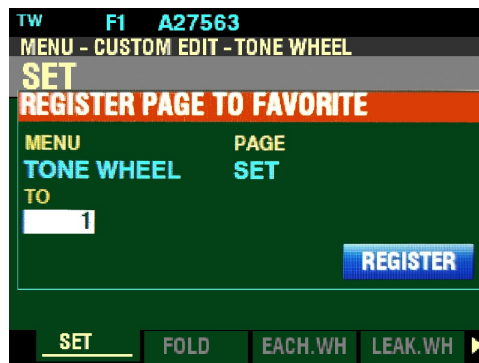 TW F1 A27563
MENU - CUSTOM EDIT - TONE WHEEL
SET
REGISTER PAGE TO FAVORITE
MENU PAGE
TONE WHEEL SET
TO
1
REGISTER
SET FOLD EACH.WH LEAK.WH